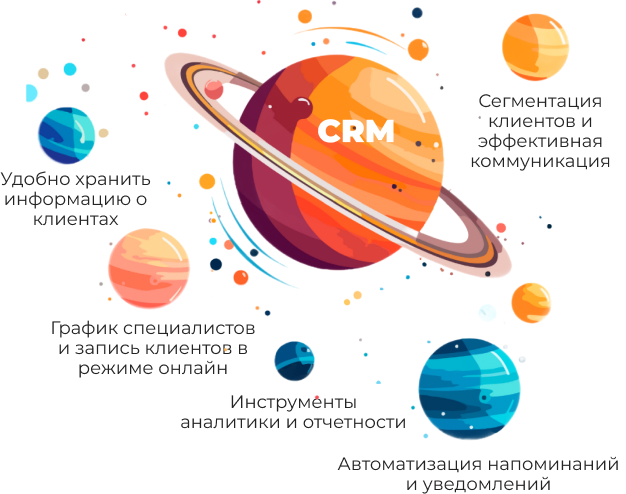 CRM
Сегментация
клиентов и
эффективная
коммуникация
Удобно хранить
информацию о
клиентах
График специалистов
и запись клиентов в
режиме онлайн
Инструменты
аналитики и отчетности
Автоматизация напоминаний
и уведомлений